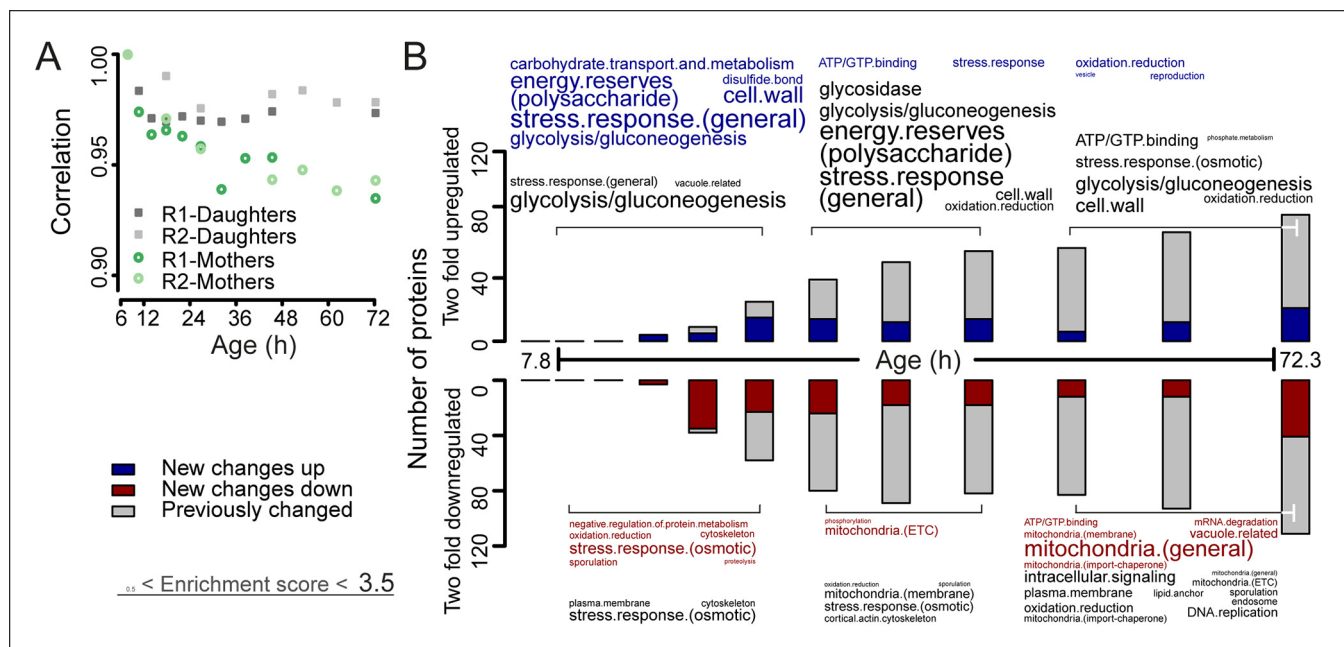 A
Correlation
1.00
0.95
0.90
R1-Daughters
R2-Daughters
R1-Mothers
R2-Mothers
6 12 24 36 48 60 72
Age (h)
New changes up
New changes down
Previously changed
0.5 < Enrichment score < 3.5
B
carbohydrate.transport.and.metabolism
energy.reserves disulfide.bond
(polysaccharide) cell.wall
stress.response.(general)
glycolysis/gluconeogenesis
stress.response.(general) vacuole.related
glycolysis/gluconeogenesis
ATP/GTP.binding stress.response
glycosidase
glycolysis/gluconeogenesis
energy.reserves
(polysaccharide)
stress.response
(general) cell.wall
oxidation.reduction
oxidation.reduction
vesicle reproduction
ATP/GTP.binding phosphate.metabolism
stress.response.(osmotic)
glycolysis/gluconeogenesis
cell.wall oxidation.reduction
Number of proteins
Two fold upregulated
120
80
40
0
7.8 Age (h) 72.3
Two fold downregulated
0
40
80
120
negative.regulation.of.protein.metabolism
oxidation.reduction cytoskeleton
stress.response.(osmotic)
sporulation proteolysis
plasma.membrane cytoskeleton
stress.response.(osmotic)
phosphorylation
mitochondria.(ETC)
oxidation.reduction sporulation
mitochondria.(membrane)
stress.response.(osmotic)
cortical.actin.cytoskeleton
ATP/GTP.binding mRNA.degradation
mitochondria.(membrane) vacuole.related
mitochondria.(general)
mitochondria.(import-chaperone)
intracellular.signaling mitochondria.(general)
mitochondria.(ETC)
plasma.membrane lipid.anchor sporulation
endosome
oxidation.reduction DNA.replication
mitochondria.(import-chaperone)